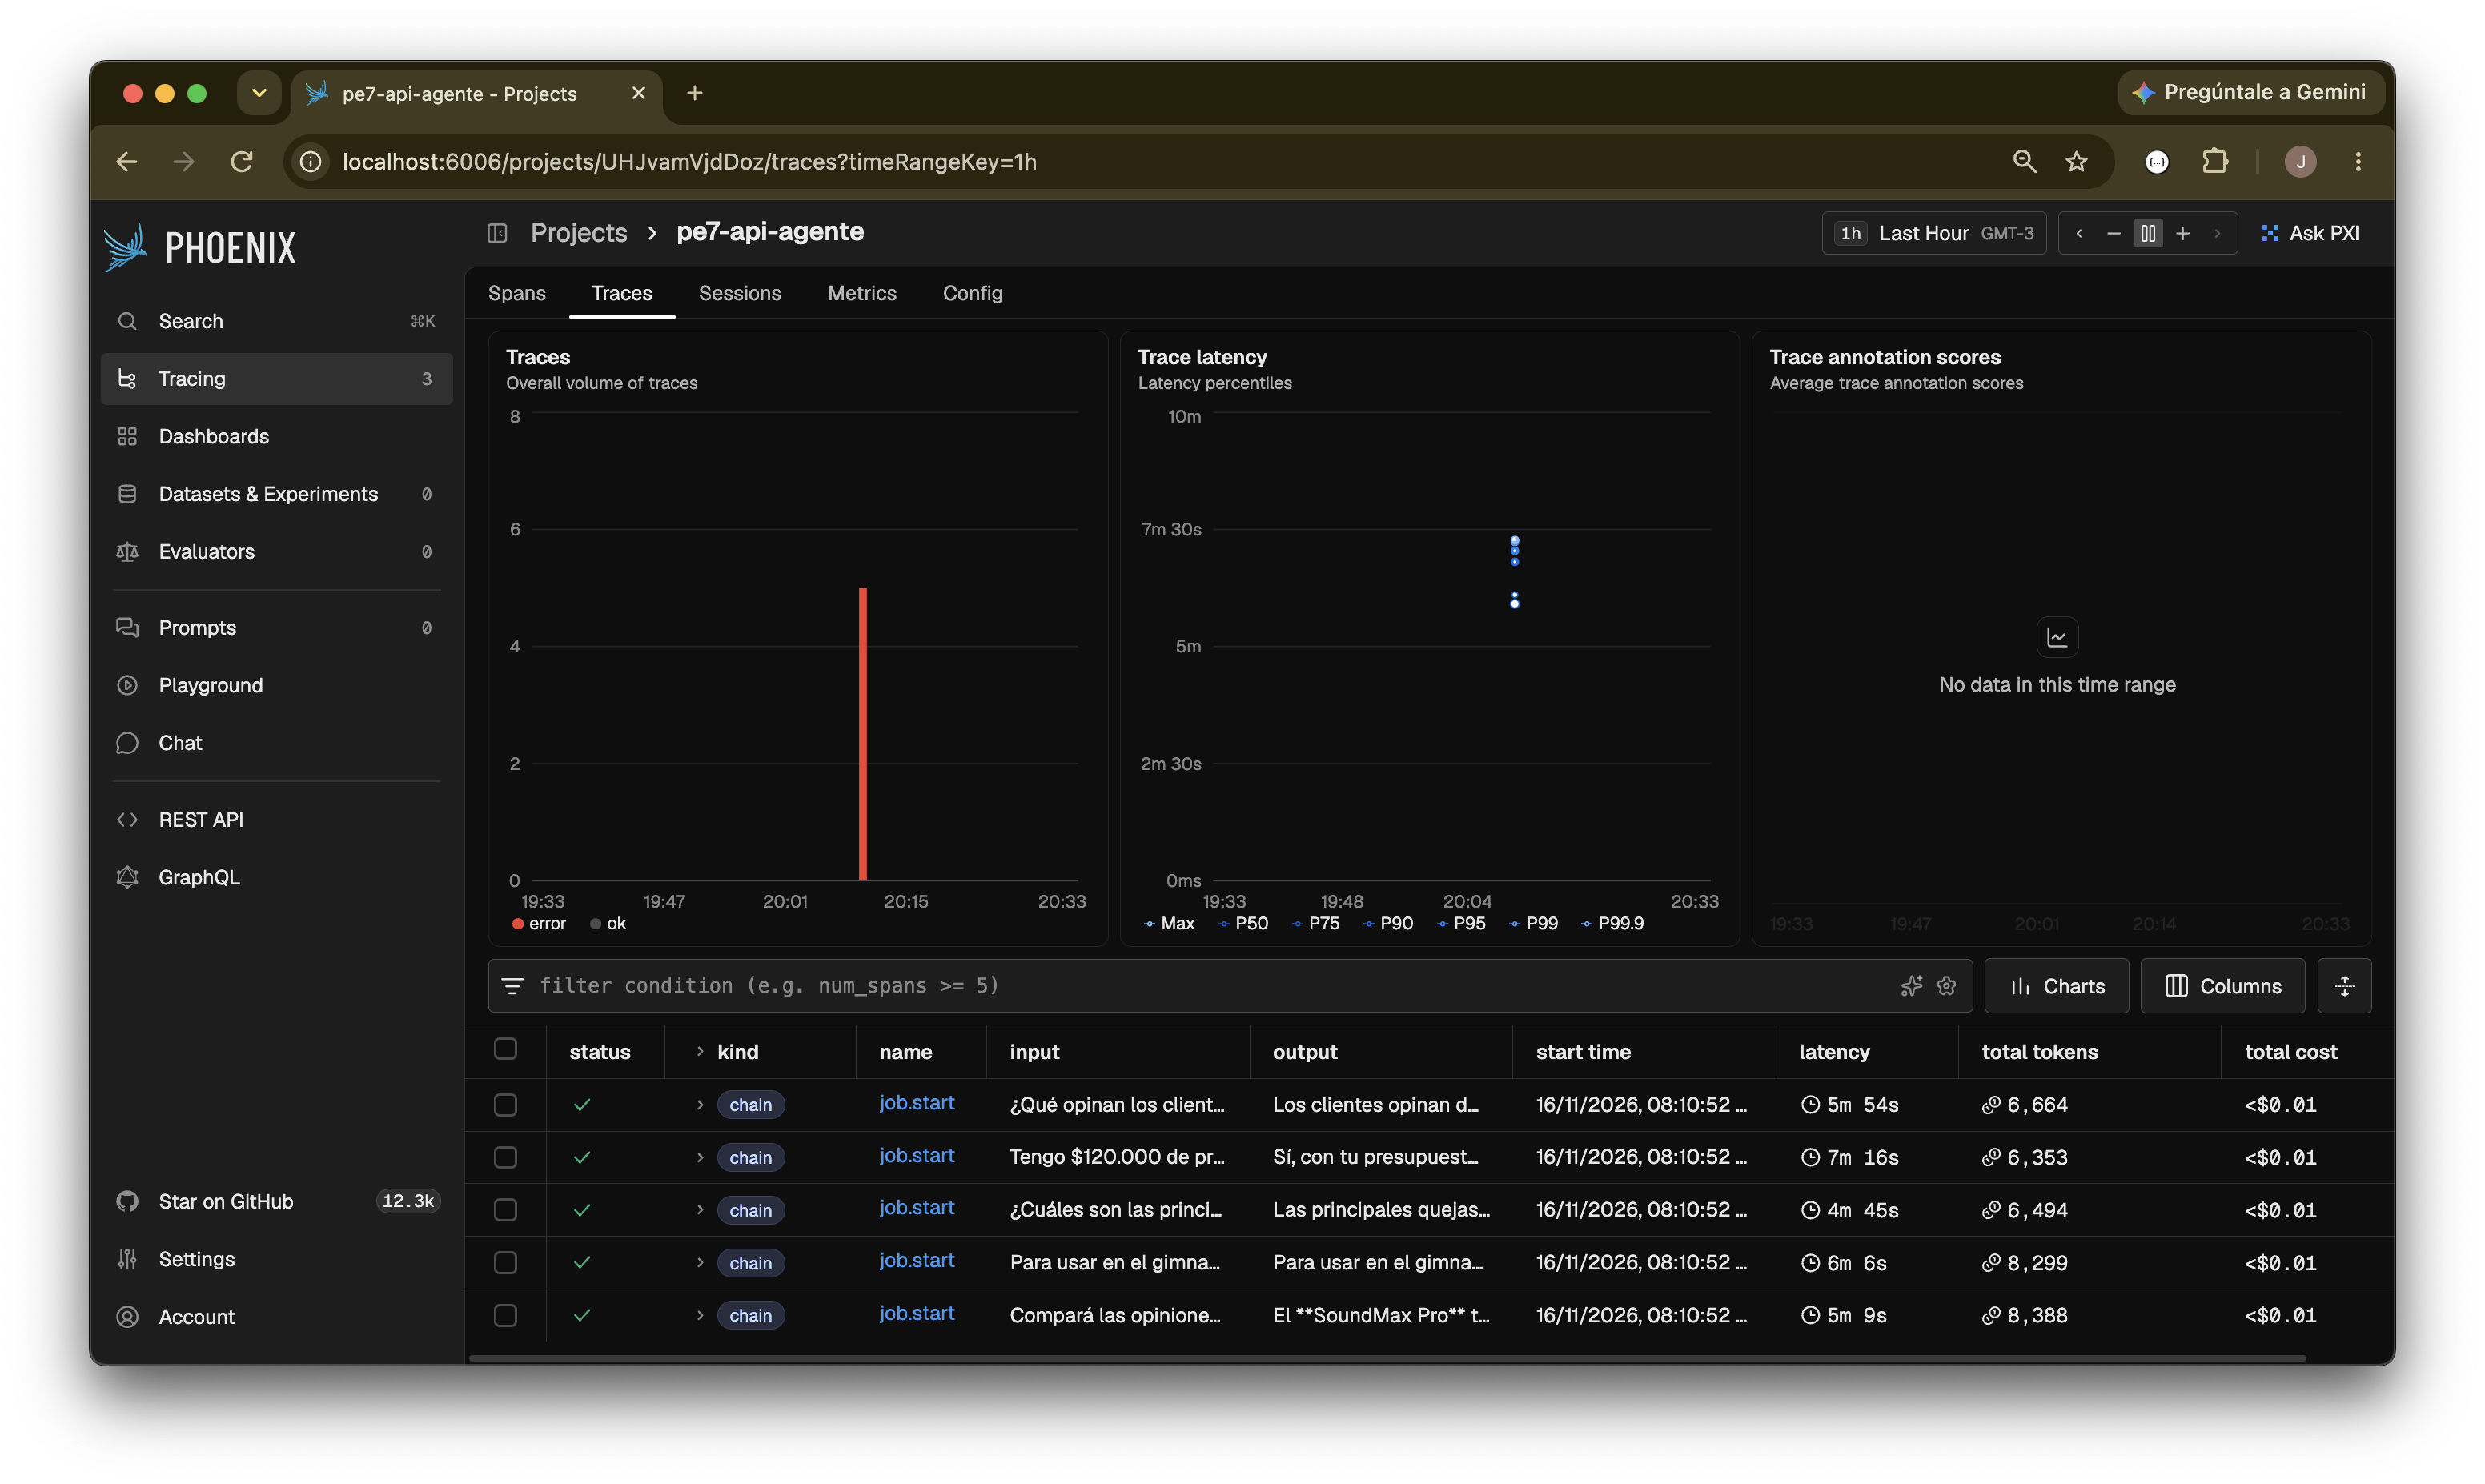 pe7-api-agente - Projects
Pregúntale a Gemini
localhost:6006/projects/UHJvamVjdDoz/traces?timeRangeKey=1h
J
PHOENIX
Projects › pe7-api-agente
1h Last Hour GMT-3
Ask PXI
Search ⌘K
Tracing 3
Dashboards
Datasets & Experiments 0
Evaluators 0
Prompts 0
Playground
Chat
REST API
GraphQL
Star on GitHub 12.3k
Settings
Account
Spans Traces Sessions Metrics Config
Traces
Overall volume of traces
8
6
4
2
0
19:33 19:47 20:01 20:15 20:33
error ok
Trace latency
Latency percentiles
10m
7m 30s
5m
2m 30s
0ms
19:33 19:48 20:04 20:33
Max P50 P75 P90 P95 P99 P99.9
Trace annotation scores
Average trace annotation scores
No data in this time range
19:33 19:47 20:01 20:14 20:33
filter condition (e.g. num_spans >= 5)
Charts
Columns
status kind name input output start time latency total tokens total cost
chain job.start ¿Qué opinan los client... Los clientes opinan d... 16/11/2026, 08:10:52 ... 5m 54s 6,664 <$0.01
chain job.start Tengo $120.000 de pr... Sí, con tu presupuest... 16/11/2026, 08:10:52 ... 7m 16s 6,353 <$0.01
chain job.start ¿Cuáles son las princi... Las principales quejas... 16/11/2026, 08:10:52 ... 4m 45s 6,494 <$0.01
chain job.start Para usar en el gimna... Para usar en el gimna... 16/11/2026, 08:10:52 ... 6m 6s 8,299 <$0.01
chain job.start Compará las opinione... El **SoundMax Pro** t... 16/11/2026, 08:10:52 ... 5m 9s 8,388 <$0.01